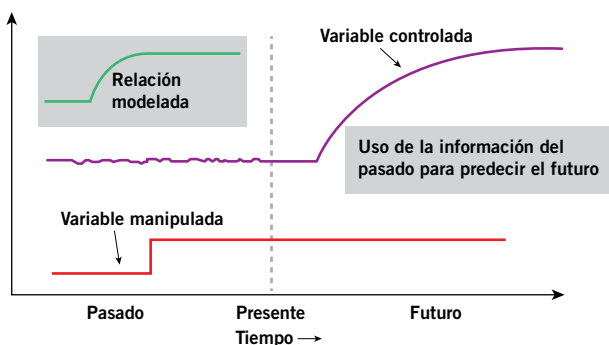 Variable controlada
Relación
modelada
Uso de la información del
pasado para predecir el futuro
Variable manipulada
Pasado
Presente
Futuro
Tiempo